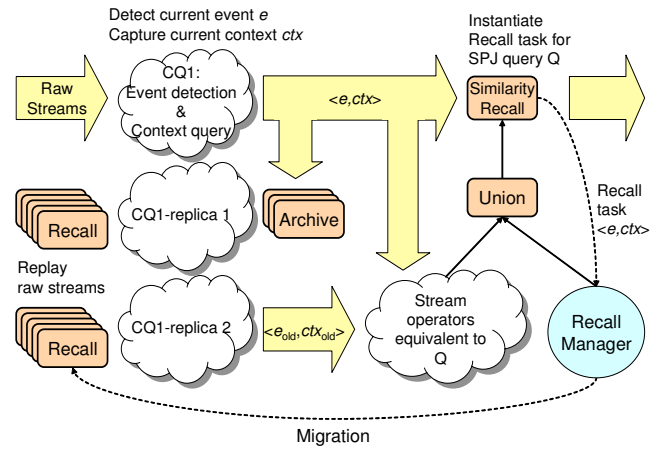 Detect current event e
Capture current context ctx
Instantiate
Recall task for
SPJ query Q
Raw
Streams
CQ1:
Event detection
&
Context query
<e,ctx>
Similarity
Recall
Recall
CQ1-replica 1
Archive
Union
Recall
task
<e,ctx>
Replay
raw streams
Recall
CQ1-replica 2
<eold,ctxold>
Stream
operators
equivalent to
Q
Recall
Manager
Migration